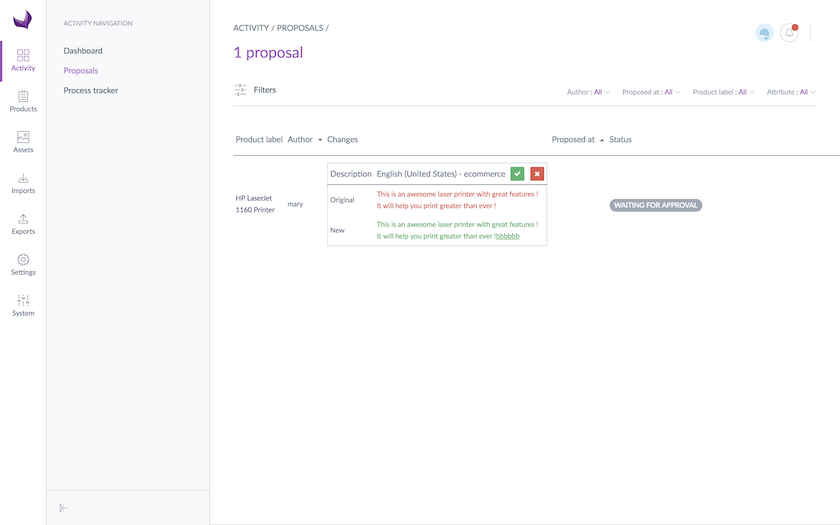 ACTIVITY NAVIGATION
Dashboard
Proposals
Process tracker
Activity
Products
Assets
Imports
Exports
Settings
System
ACTIVITY / PROPOSALS /
1 proposal
Filters
Author : All
Proposed at : All
Product label : All
Attribute : All
Product label Author Changes Proposed at Status
Description English (United States) - ecommerce
HP LaserJet
1160 Printer
mary
Original
This is an awesome laser printer with great features !
It will help you print greater than ever !
New
This is an awesome laser printer with great features !
It will help you print greater than ever !bbbbbb
WAITING FOR APPROVAL